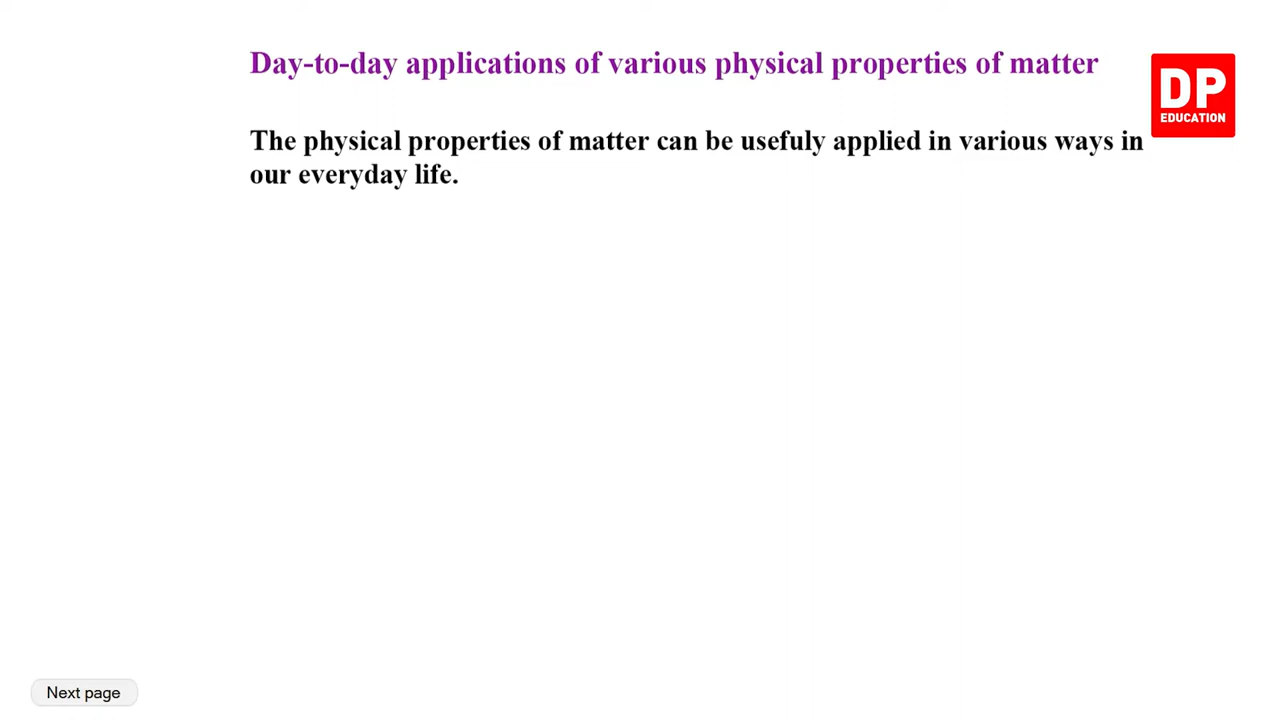 Day-to-day applications of various physical properties of matter
DP
EDUCATION
The physical properties of matter can be usefuly applied in various ways in
our everyday life.
Next page